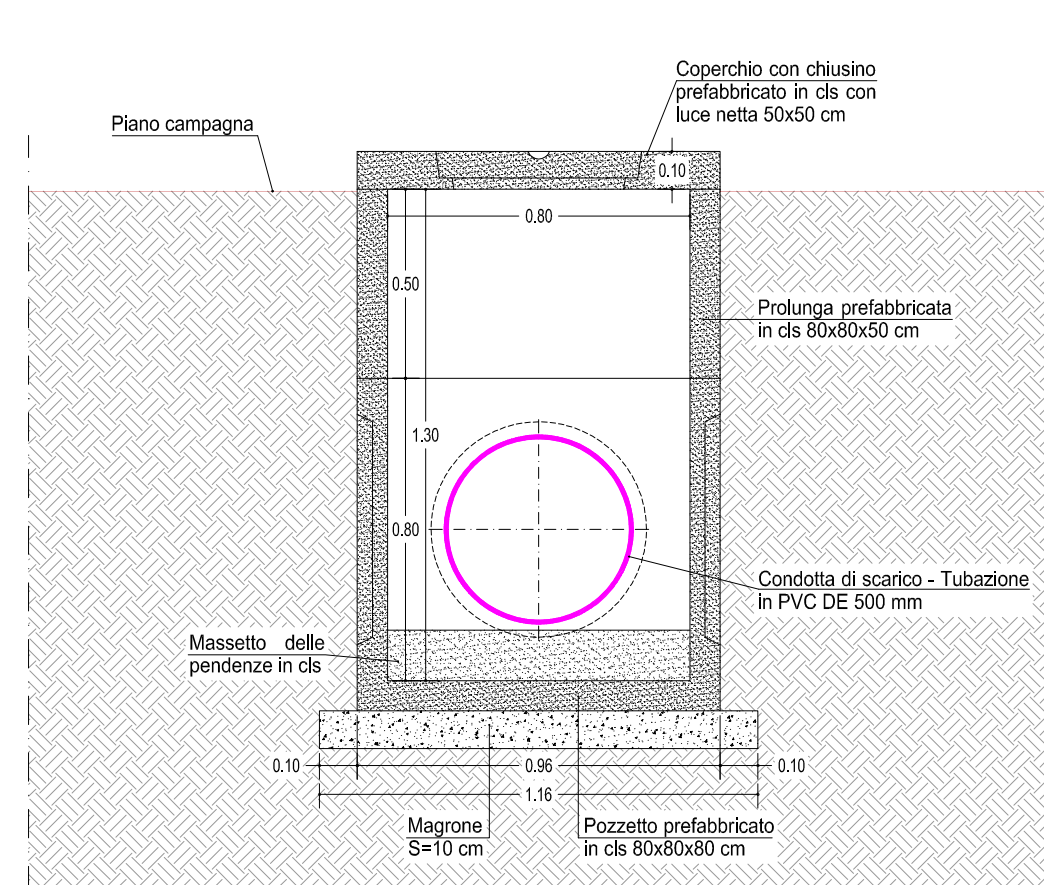 Coperchio con chiusino
prefabbricato in cls con
luce netta 50x50 cm
Piano campagna
0.10
0.80
0.50
Prolunga prefabbricata
in cls 80x80x50 cm
1.30
0.80
Condotta di scarico - Tubazione
in PVC DE 500 mm
Massetto delle
pendenze in cls
0.10
0.96
0.10
1.16
Magrone
S=10 cm
Pozzetto prefabbricato
in cls 80x80x80 cm